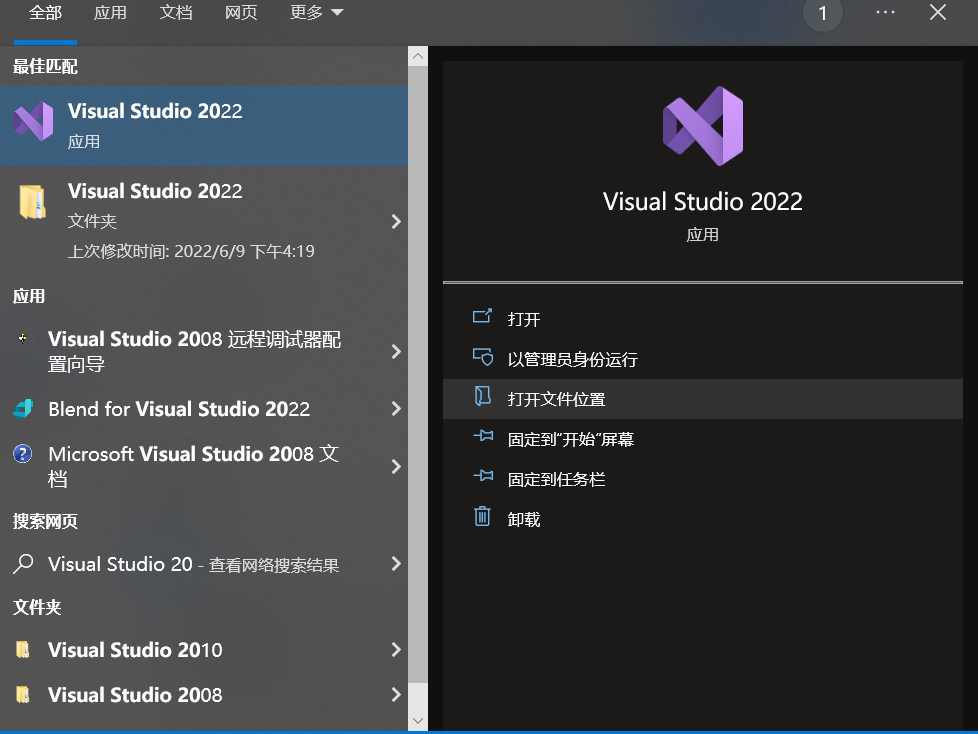 全部 应用 文档 网页 更多 1 ···
最佳匹配
Visual Studio 2022
应用
Visual Studio 2022
文件夹
上次修改时间: 2022/6/9 下午4:19
应用
Visual Studio 2008 远程调试器配
置向导
Blend for Visual Studio 2022
Microsoft Visual Studio 2008 文
档
搜索网页
Visual Studio 20 - 查看网络搜索结果
文件夹
Visual Studio 2010
Visual Studio 2008
Visual Studio 2022
应用
打开
以管理员身份运行
打开文件位置
固定到"开始"屏幕
固定到任务栏
卸载